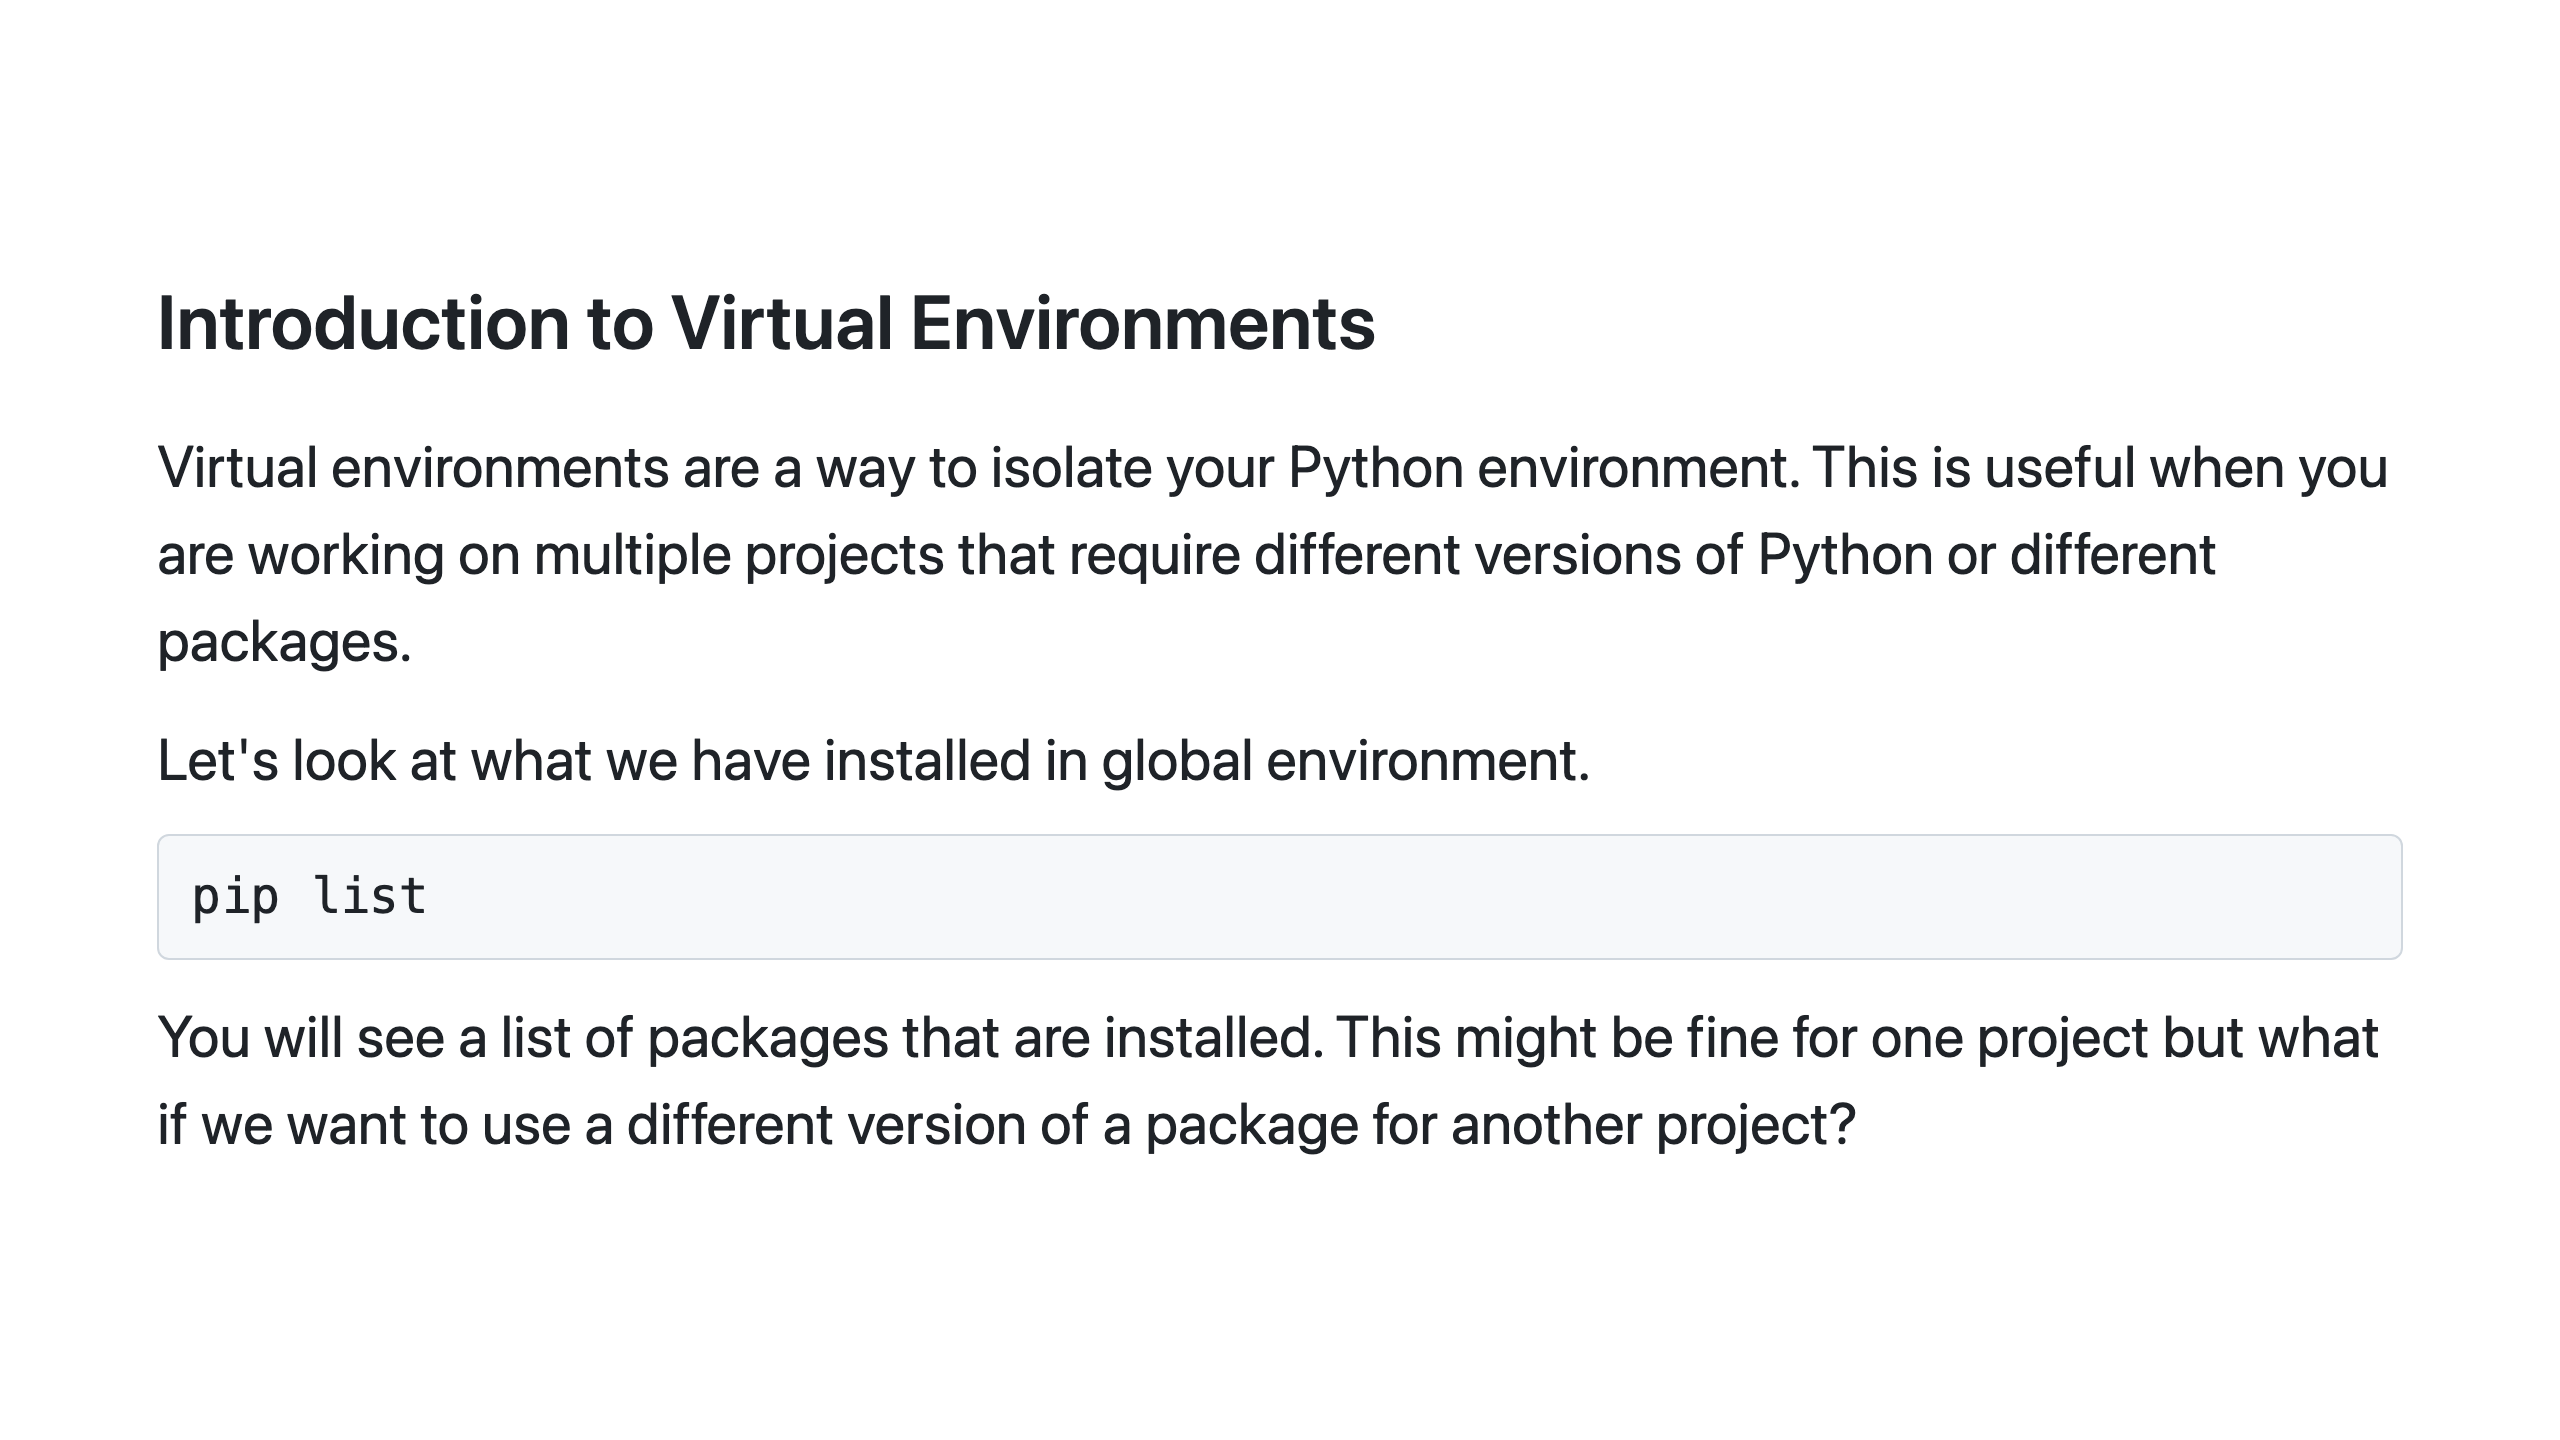 Introduction to Virtual Environments
Virtual environments are a way to isolate your Python environment. This is useful when you
are working on multiple projects that require different versions of Python or different
packages.
Let's look at what we have installed in global environment.
pip list
You will see a list of packages that are installed. This might be fine for one project but what
if we want to use a different version of a package for another project?